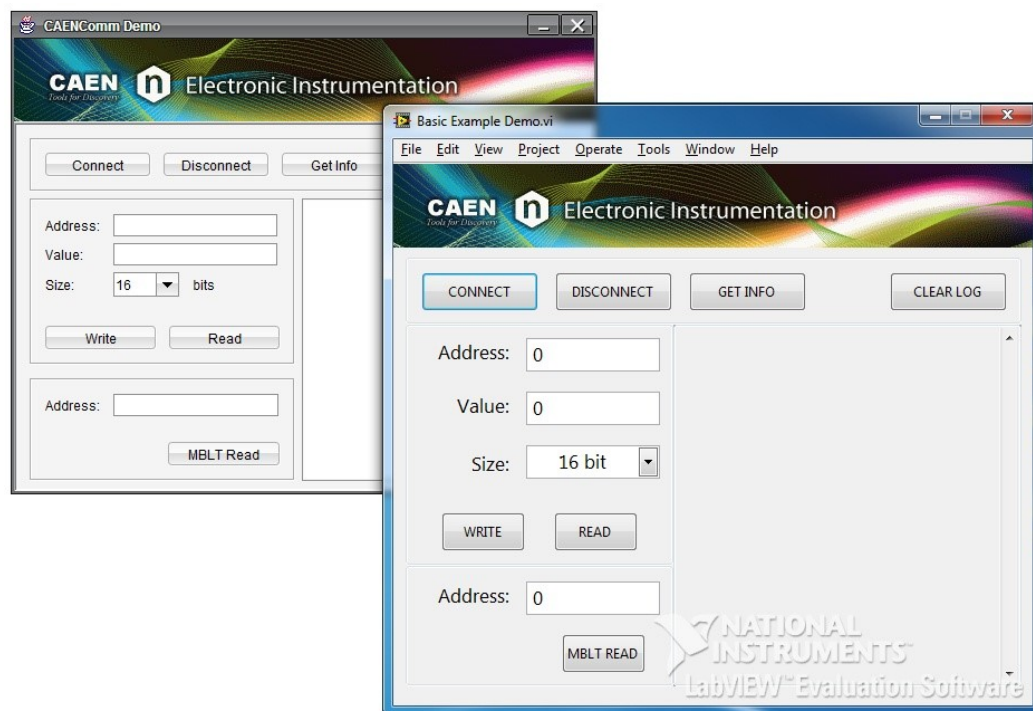 CAENComm Demo
CAEN n Electronic Instrumentation
Tools for Discovery
Connect Disconnect Get Info
Address:
Value:
Size: 16 bits
Write Read
Address:
MBLT Read
Basic Example Demo.vi
File Edit View Project Operate Tools Window Help
CAEN n Electronic Instrumentation
Tools for Discovery
CONNECT DISCONNECT GET INFO CLEAR LOG
Address: 0
Value: 0
Size: 16 bit
WRITE READ
Address: 0
MBLT READ
NATIONAL
INSTRUMENTS™
LabVIEW™ Evaluation Software